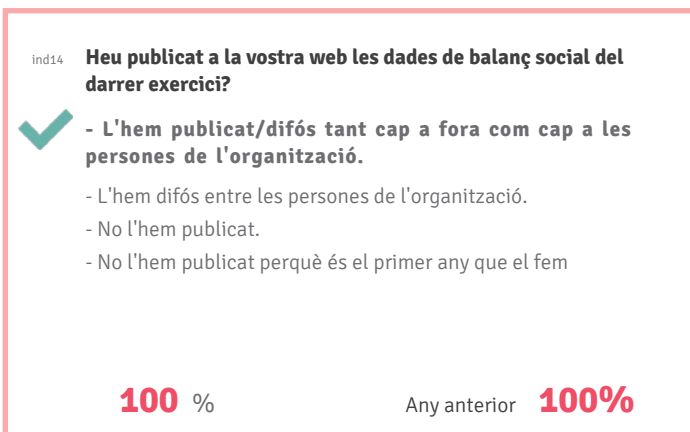 ind14 Heu publicat a la vostra web les dades de balanç social del
darrer exercici?
- L'hem publicat/difós tant cap a fora com cap a les
persones de l'organització.
- L'hem difós entre les persones de l'organització.
- No l'hem publicat.
- No l'hem publicat perquè és el primer any que el fem
100 % Any anterior 100%